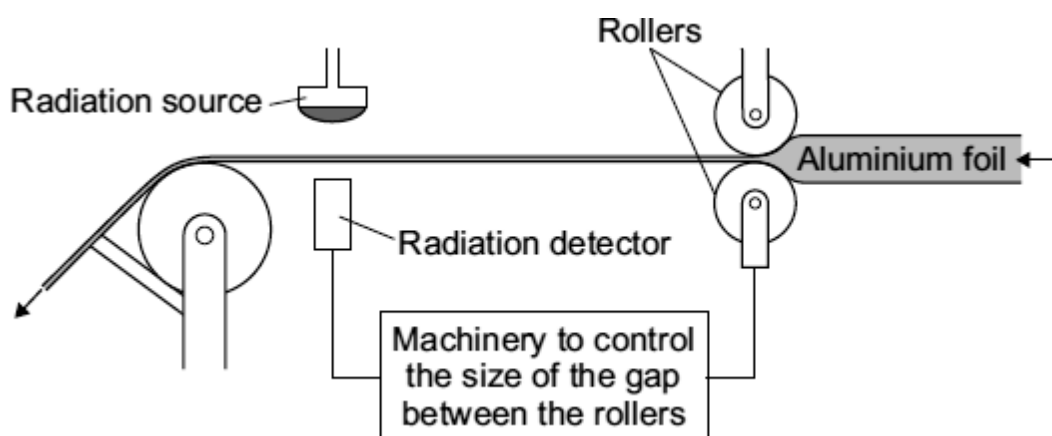 Rollers
Radiation source
Aluminium foil
Radiation detector
Machinery to control
the size of the gap
between the rollers